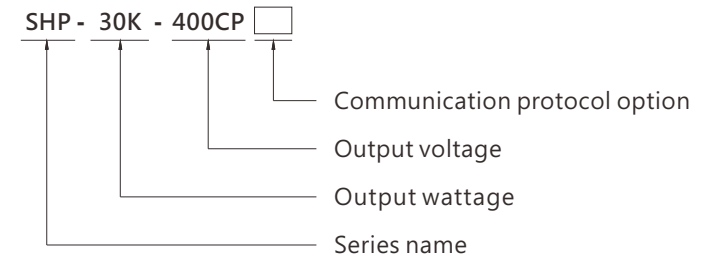 SHP - 30K - 400CP
Communication protocol option
Output voltage
Output wattage
Series name